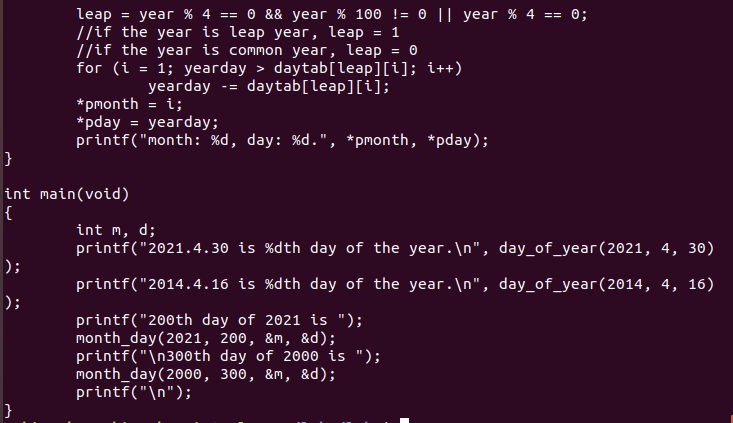 leap = year % 4 == 0 && year % 100 != 0 || year % 4 == 0;
//if the year is leap year, leap = 1
//if the year is common year, leap = 0
for (i = 1; yearday > daytab[leap][i]; i++)
yearday -= daytab[leap][i];
*pmonth = i;
*pday = yearday;
printf("month: %d, day: %d.", *pmonth, *pday);
}
int main(void)
{
int m, d;
printf("2021.4.30 is %dth day of the year.\n", day_of_year(2021, 4, 30)
);
printf("2014.4.16 is %dth day of the year.\n", day_of_year(2014, 4, 16)
);
printf("200th day of 2021 is ");
month_day(2021, 200, &m, &d);
printf("\n300th day of 2000 is ");
month_day(2000, 300, &m, &d);
printf("\n");
}